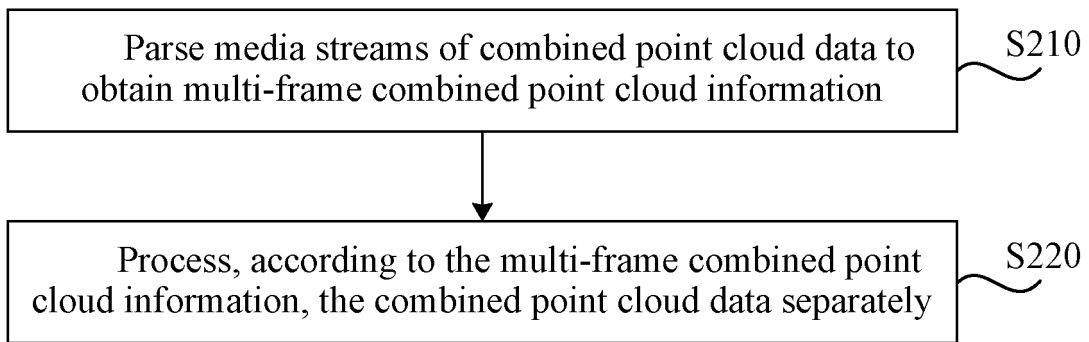 Parse media streams of combined point cloud data to
obtain multi-frame combined point cloud information
S210
Process, according to the multi-frame combined point
cloud information, the combined point cloud data separately
S220